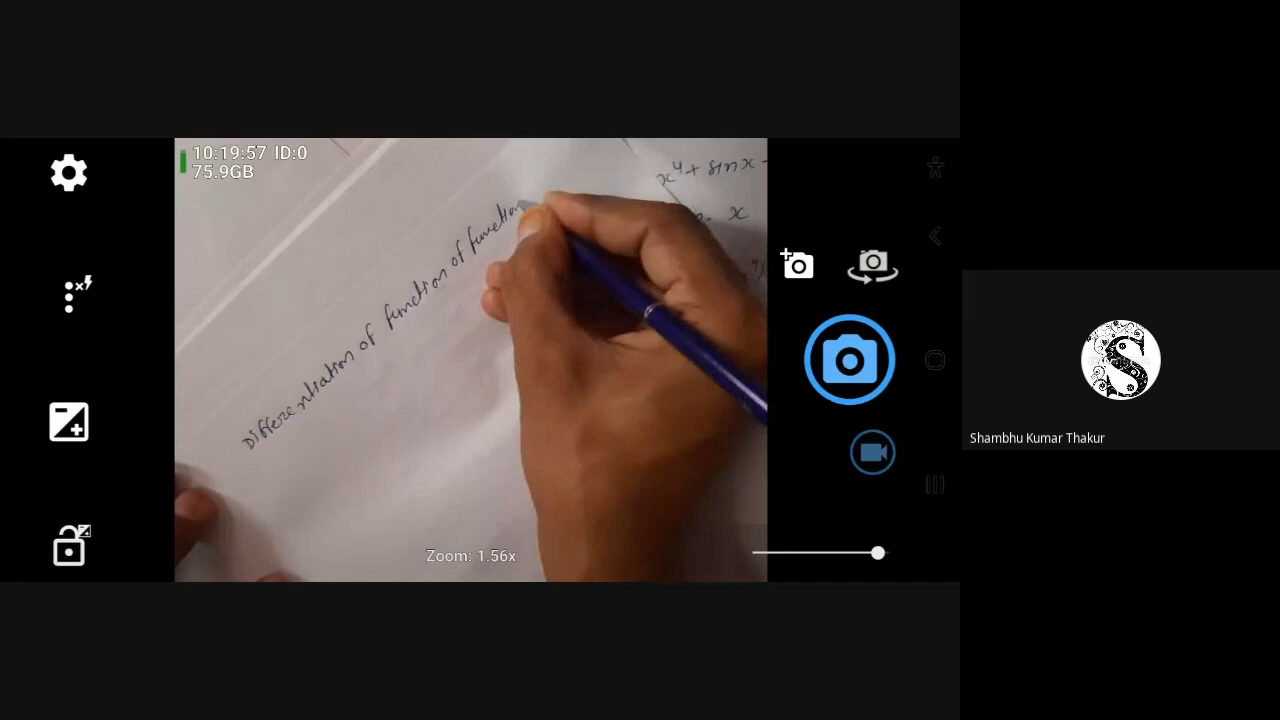 10:19:57 ID:0
75.9GB
x⁴ + sinx -
x
Differentiation of function of function
Zoom: 1.56x
Shambhu Kumar Thakur